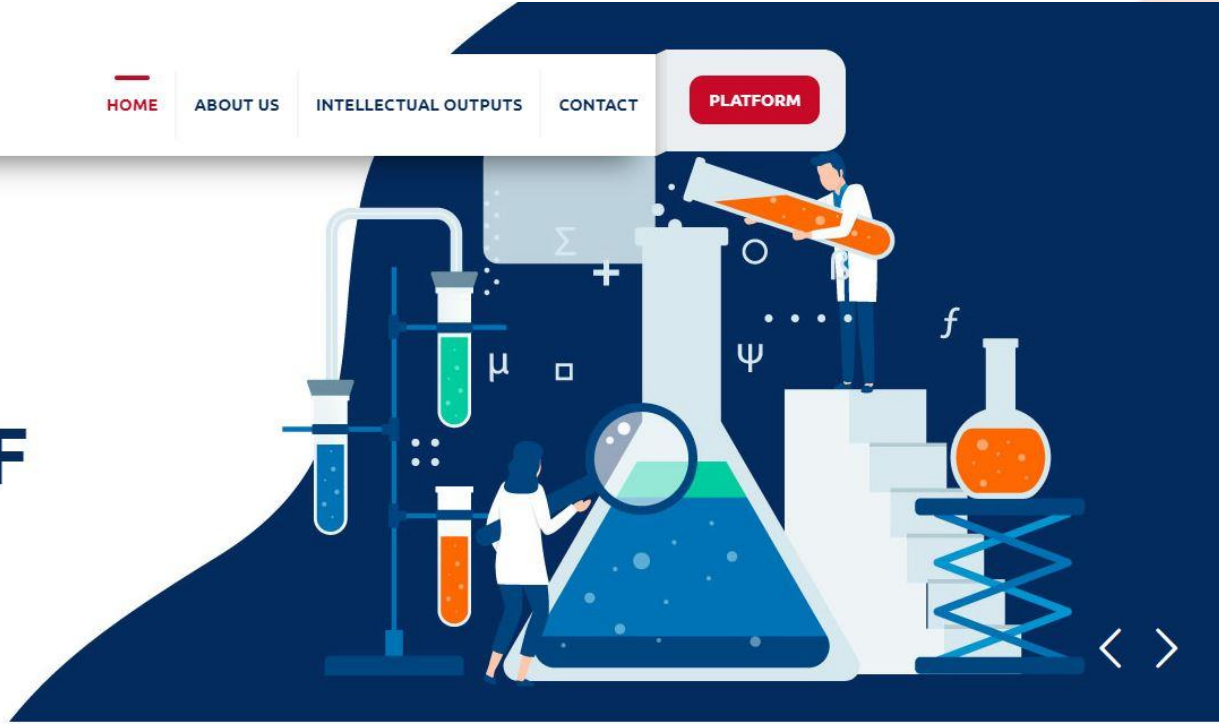 HOME ABOUT US INTELLECTUAL OUTPUTS CONTACT PLATFORM
Σ + β
ƒ
μ Ψ
F